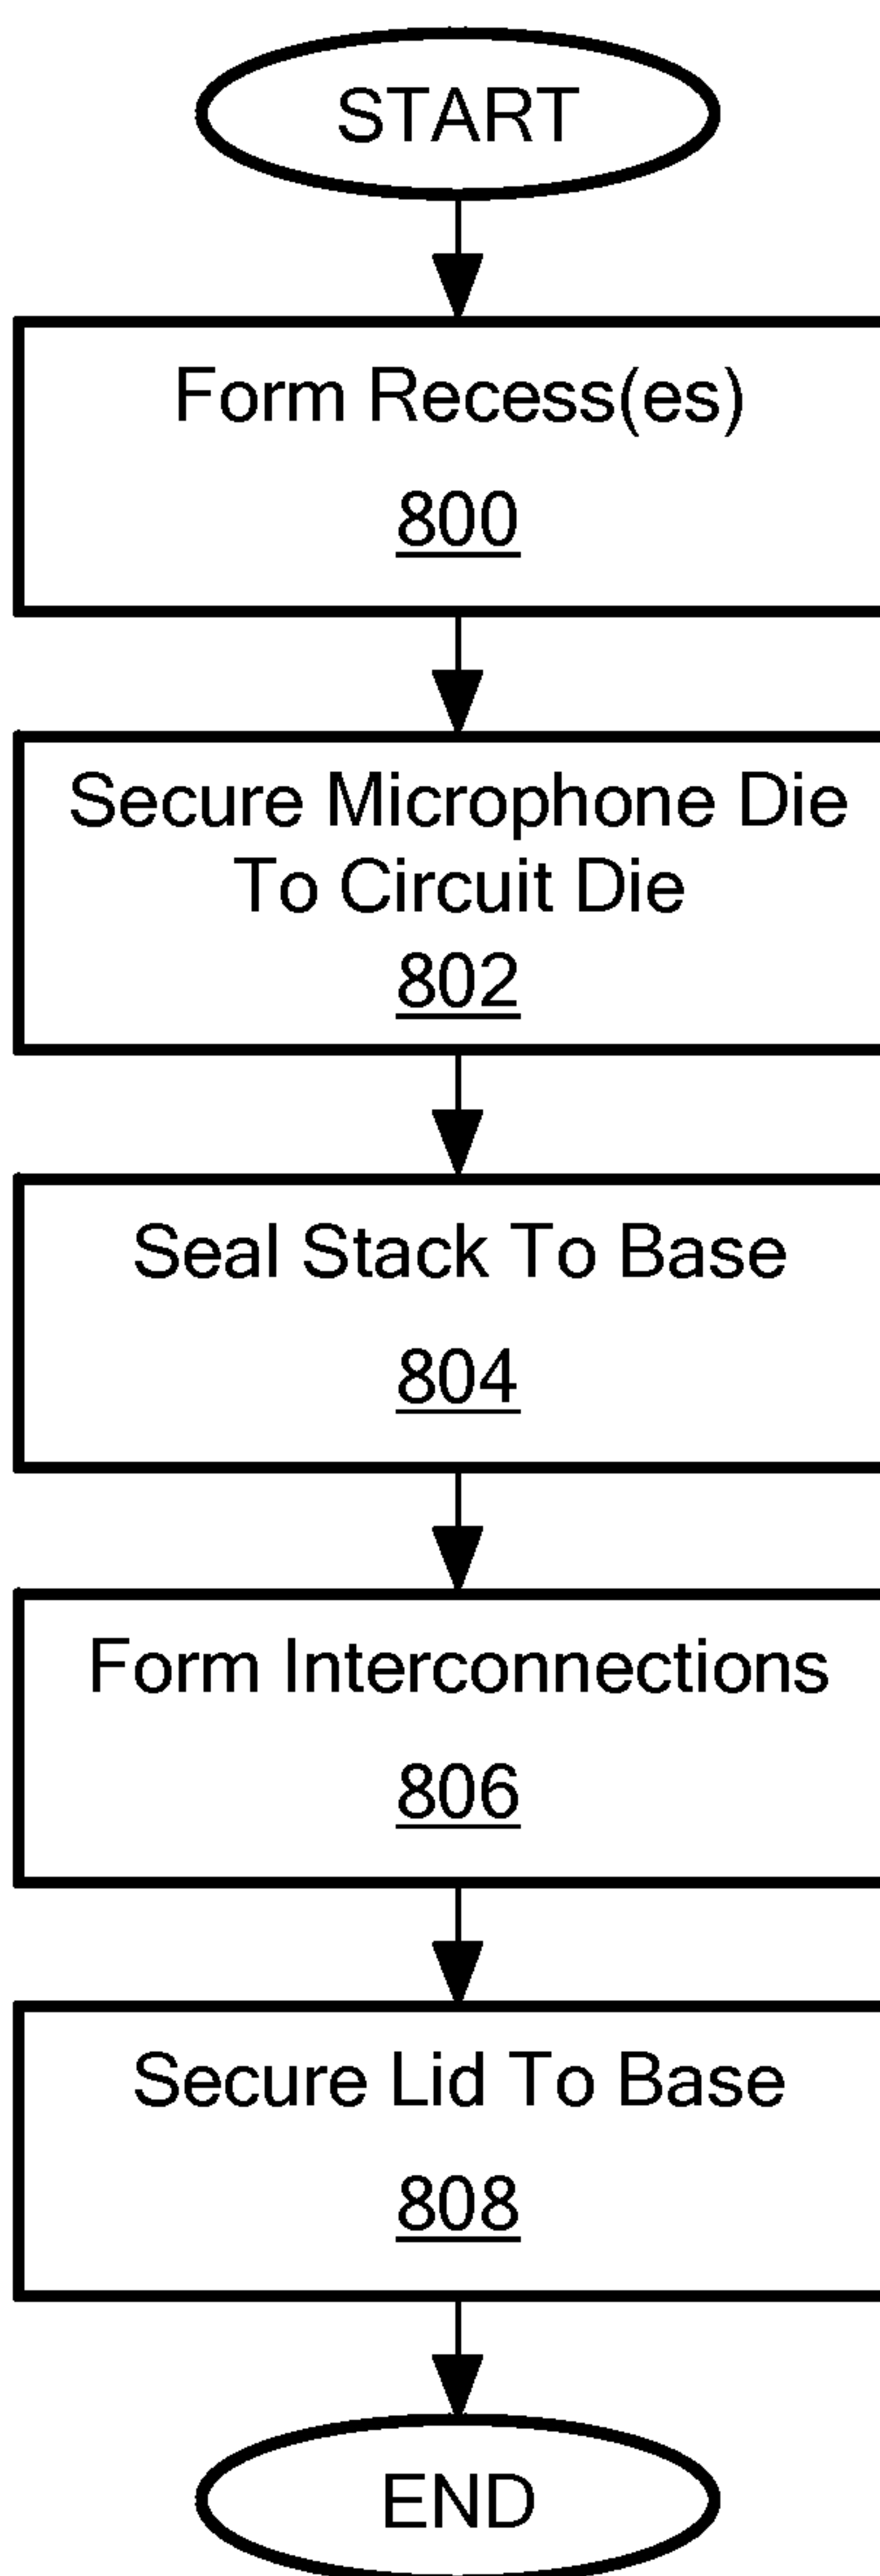 START
Form Recess(es)
800
Secure Microphone Die
To Circuit Die
802
Seal Stack To Base
804
Form Interconnections
806
Secure Lid To Base
808
END